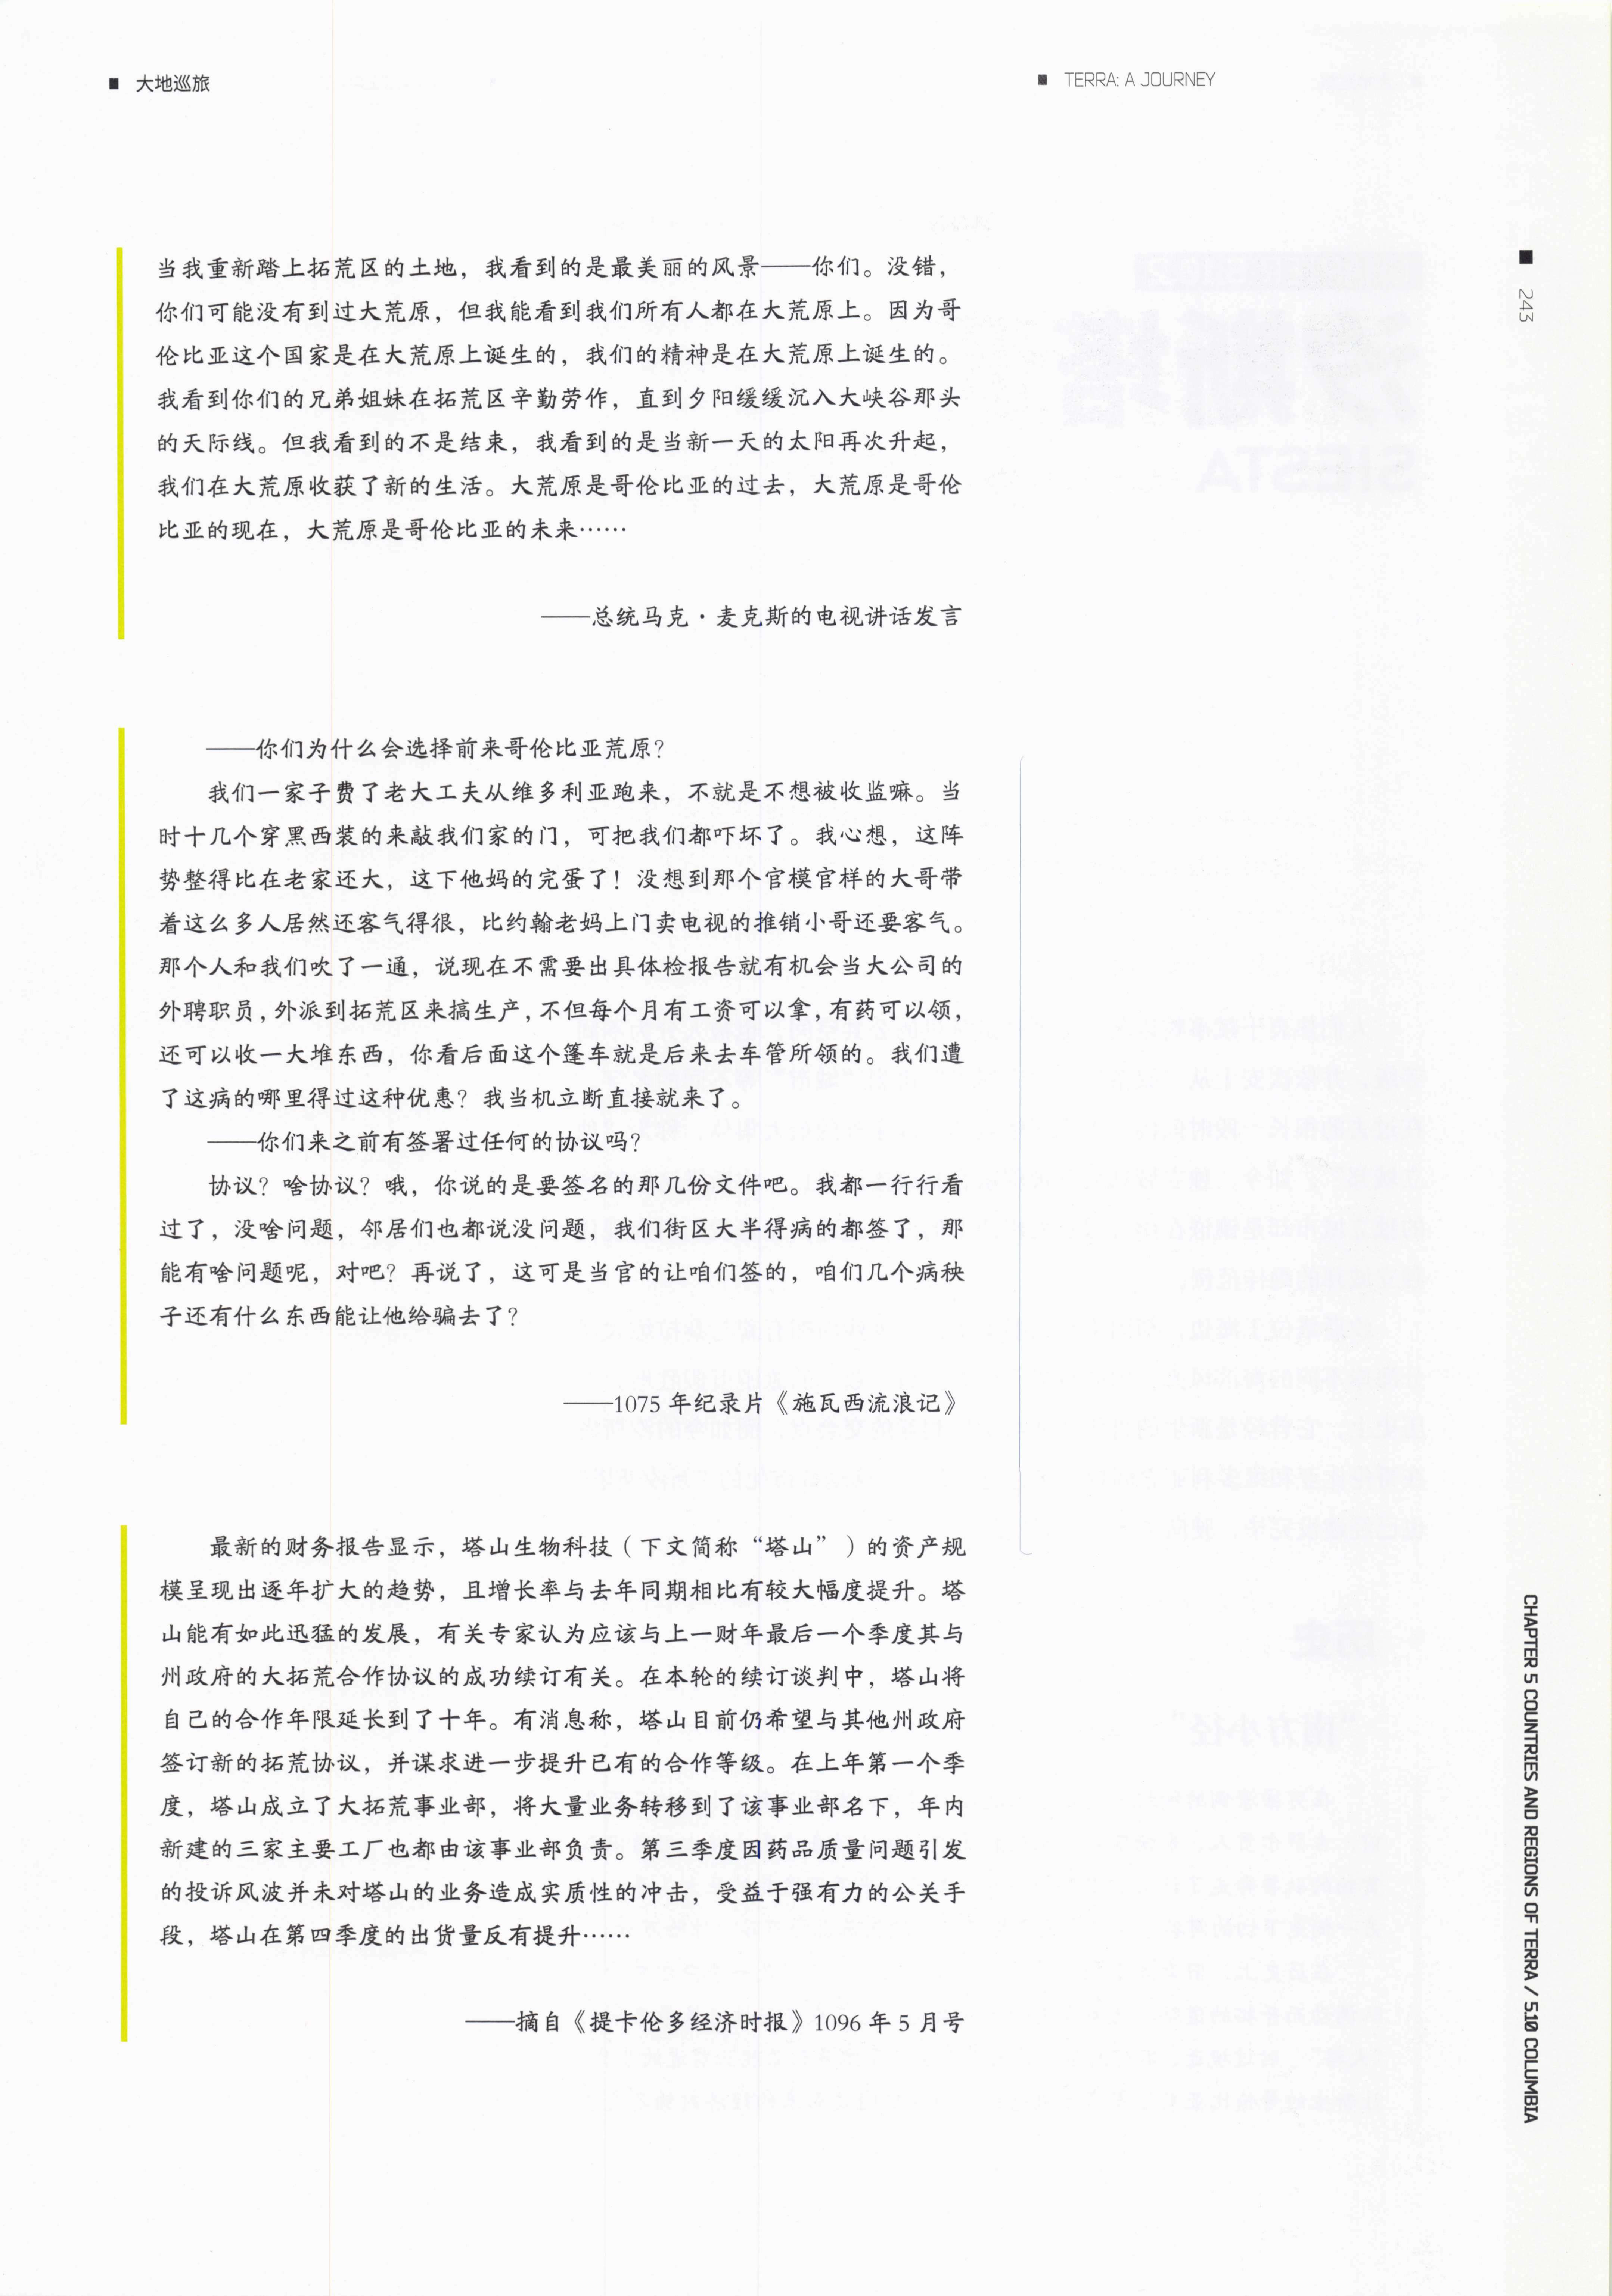 大地巡旅
TERRA: A JOURNEY
当我重新踏上拓荒区的土地，我看到的是最美丽的风景——你们。没错，
你们可能没有到过大荒原，但我能看到我们所有人都在大荒原上。因为哥
伦比亚这个国家是在大荒原上诞生的，我们的精神是在大荒原上诞生的。
我看到你们的兄弟姐妹在拓荒区辛勤劳作，直到夕阳缓缓沉入大峡谷那头
的天际线。但我看到的不是结束，我看到的是当新一天的太阳再次升起，
我们在大荒原收获了新的生活。大荒原是哥伦比亚的过去，大荒原是哥伦
比亚的现在，大荒原是哥伦比亚的未来……
——总统马克·麦克斯的电视讲话发言
——你们为什么会选择前来哥伦比亚荒原？
我们一家子费了老大工夫从维多利亚跑来，不就是不想被收监嘛。当
时十几个穿黑西装的来敲我们家的门，可把我们都吓坏了。我心想，这阵
势整得比在老家还大，这下他妈的完蛋了！没想到那个官模官样的大哥带
着这么多人居然还客气得很，比约翰老妈上门卖电视的推销小哥还要客气。
那个人和我们吹了一通，说现在不需要出具体检报告就有机会当大公司的
外聘职员，外派到拓荒区来搞生产，不但每个月有工资可以拿，有药可以领，
还可以收一大堆东西，你看后面这个篷车就是后来去车管所领的。我们遭
了这病的哪里得过这种优惠？我当机立断直接就来了。
——你们来之前有签署过任何的协议吗？
协议？啥协议？哦，你说的是要签名的那几份文件吧。我都一行行看
过了，没啥问题，邻居们也都说没问题，我们街区大半得病的都签了，那
能有啥问题呢，对吧？再说了，这可是当官的让咱们签的，咱们几个病秧
子还有什么东西能让他给骗去了？
——1075 年纪录片《施瓦西流浪记》
最新的财务报告显示，塔山生物科技（下文简称“塔山”）的资产规
模呈现出逐年扩大的趋势，且增长率与去年同期相比有较大幅度提升。塔
山能有如此迅猛的发展，有关专家认为应该与上一财年最后一个季度其与
州政府的大拓荒合作协议的成功续订有关。在本轮的续订谈判中，塔山将
自己的合作年限延长到了十年。有消息称，塔山目前仍希望与其他州政府
签订新的拓荒协议，并谋求进一步提升已有的合作等级。在上年第一个季
度，塔山成立了大拓荒事业部，将大量业务转移到了该事业部名下，年内
新建的三家主要工厂也都由该事业部负责。第三季度因药品质量问题引发
的投诉风波并未对塔山的业务造成实质性的冲击，受益于强有力的公关手
段，塔山在第四季度的出货量反有提升……
——摘自《提卡伦多经济时报》1096 年 5 月号
243
CHAPTER 5 COUNTRIES AND REGIONS OF TERRA / 5.10 COLUMBIA